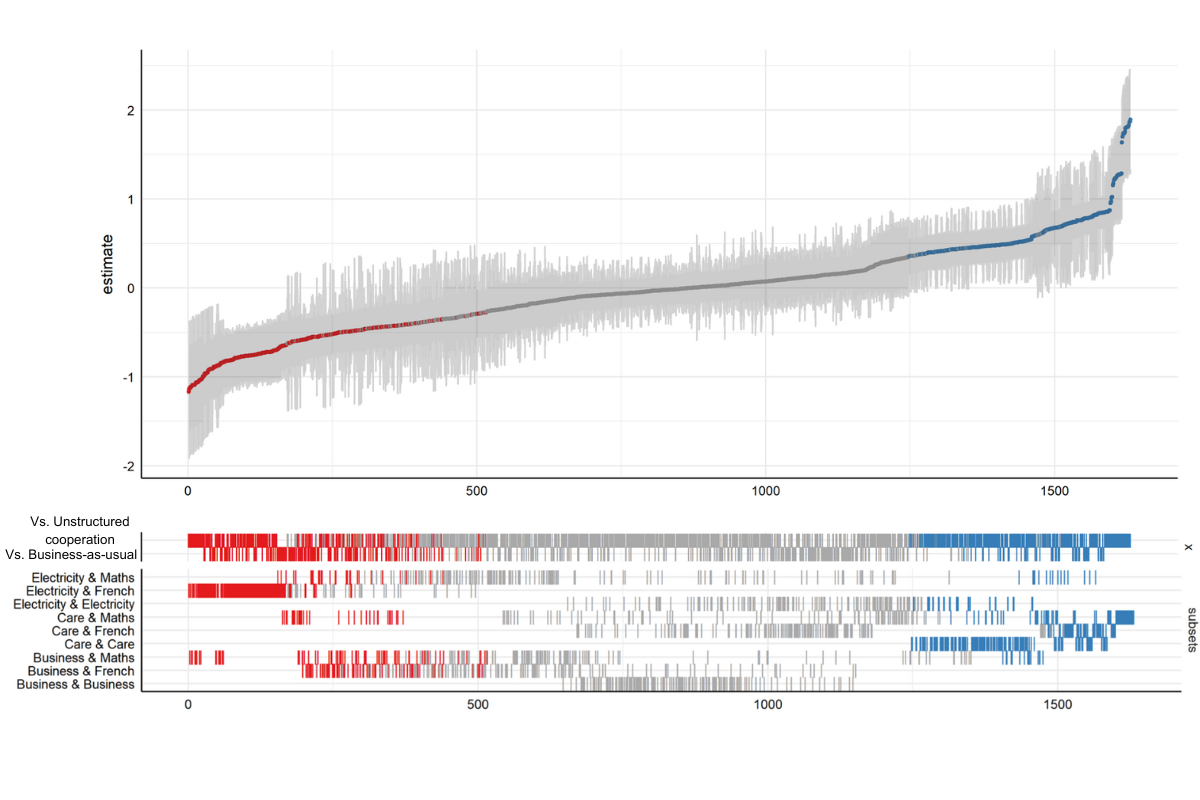 2
1
0
-1
-2
estimate
0 500 1000 1500
Vs. Unstructured
cooperation
Vs. Business-as-usual
x
Electricity & Maths
Electricity & French
Electricity & Electricity
Care & Maths
Care & French
Care & Care
Business & Maths
Business & French
Business & Business
subsets
0 500 1000 1500